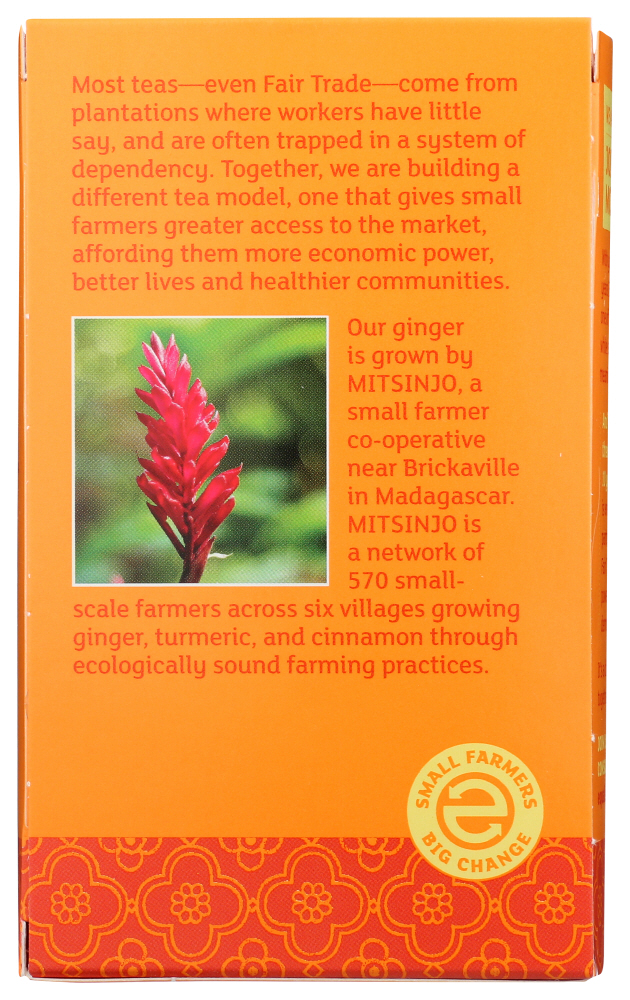 Most teas—even Fair Trade—come from
plantations where workers have little
say, and are often trapped in a system of
dependency. Together, we are building a
different tea model, one that gives small
farmers greater access to the market,
affording them more economic power,
better lives and healthier communities.
Our ginger
is grown by
MITSINJO, a
small farmer
co-operative
near Brickaville
in Madagascar.
MITSINJO is
a network of
570 small-
scale farmers across six villages growing
ginger, turmeric, and cinnamon through
ecologically sound farming practices.
SMALL FARMERS
e
BIG CHANGE